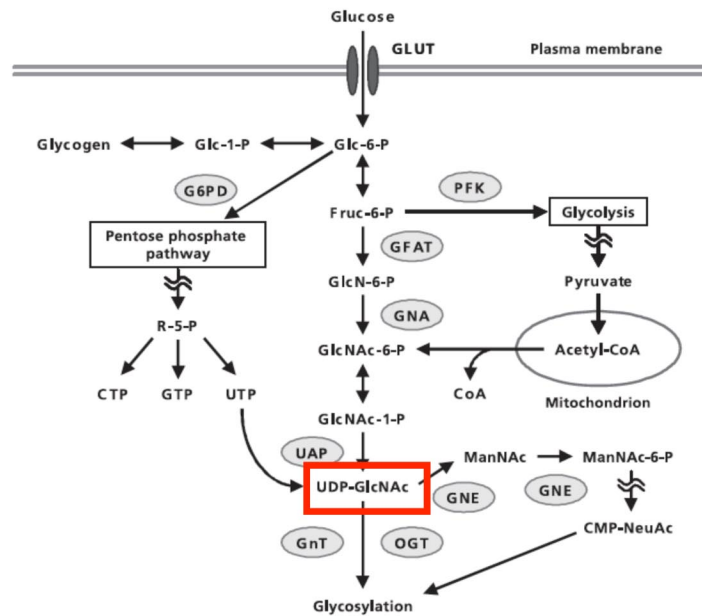 Glucose
GLUT
Plasma membrane
Glycogen
Glc-1-P
Glc-6-P
G6PD
PFK
Fruc-6-P
Glycolysis
Pentose phosphate
pathway
GFAT
GlcN-6-P
Pyruvate
GNA
R-5-P
GlcNAc-6-P
Acetyl-CoA
CTP
GTP
UTP
CoA
Mitochondrion
GlcNAc-1-P
UAP
ManNAc
ManNAc-6-P
UDP-GlcNAc
GNE
GNE
CMP-NeuAc
GnT
OGT
Glycosylation